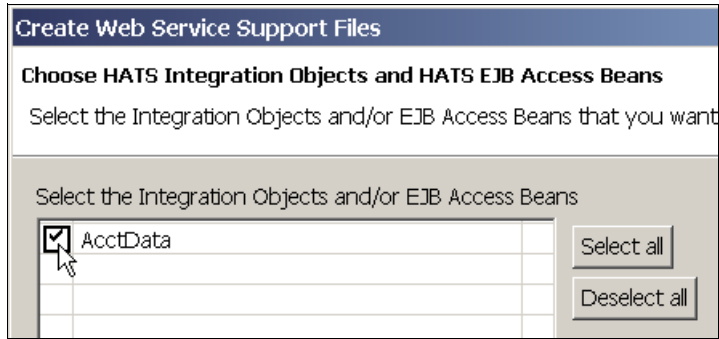 Create Web Service Support Files
Choose HATS Integration Objects and HATS EJB Access Beans
Select the Integration Objects and/or EJB Access Beans that you want
Select the Integration Objects and/or EJB Access Beans
AcctData
Select all
Deselect all